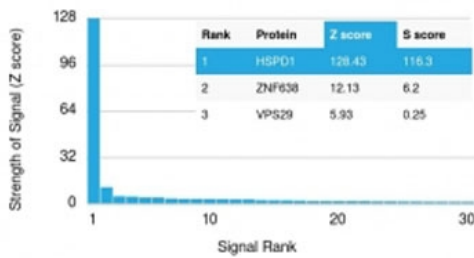 128
96
64
32
0
Strength of Signal (Z score)
Rank Protein Z score S score
1 HSPD1 128.43 116.3
2 ZNF638 12.13 6.2
3 VPS29 5.93 0.25
1 10 20 30
Signal Rank